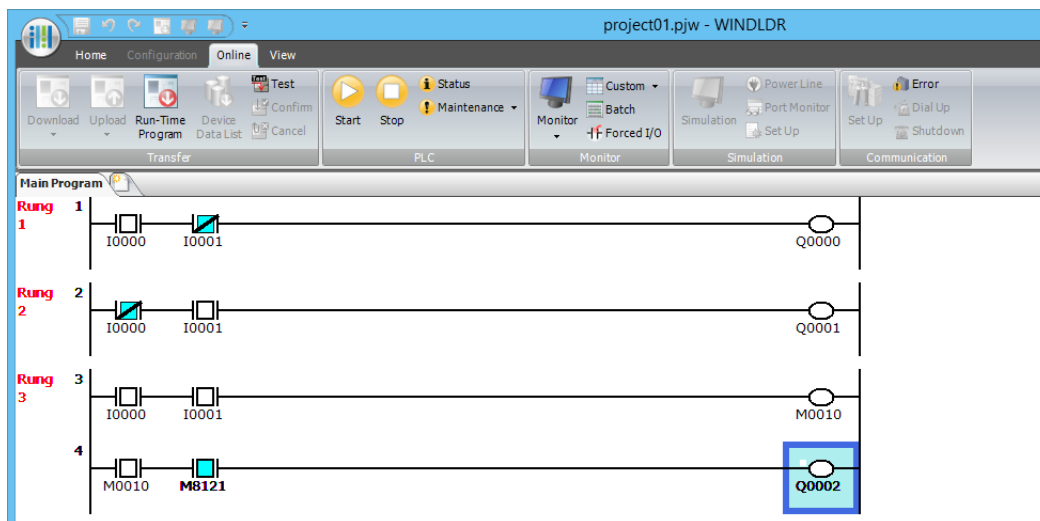 project01.pjw - WINDLDR
Home Configuration Online View
Download Upload Run-Time Program Device Data List Test Confirm Cancel
Transfer
Start Stop Status Maintenance
PLC
Monitor Custom Batch Forced I/O
Monitor
Simulation Power Line Port Monitor Set Up
Simulation
Set Up Error Dial Up Shutdown
Communication
Main Program
Rung 1 1
I0000 I0001 Q0000
Rung 2 2
I0000 I0001 Q0001
Rung 3 3
I0000 I0001 M0010
4
M0010 M8121 Q0002